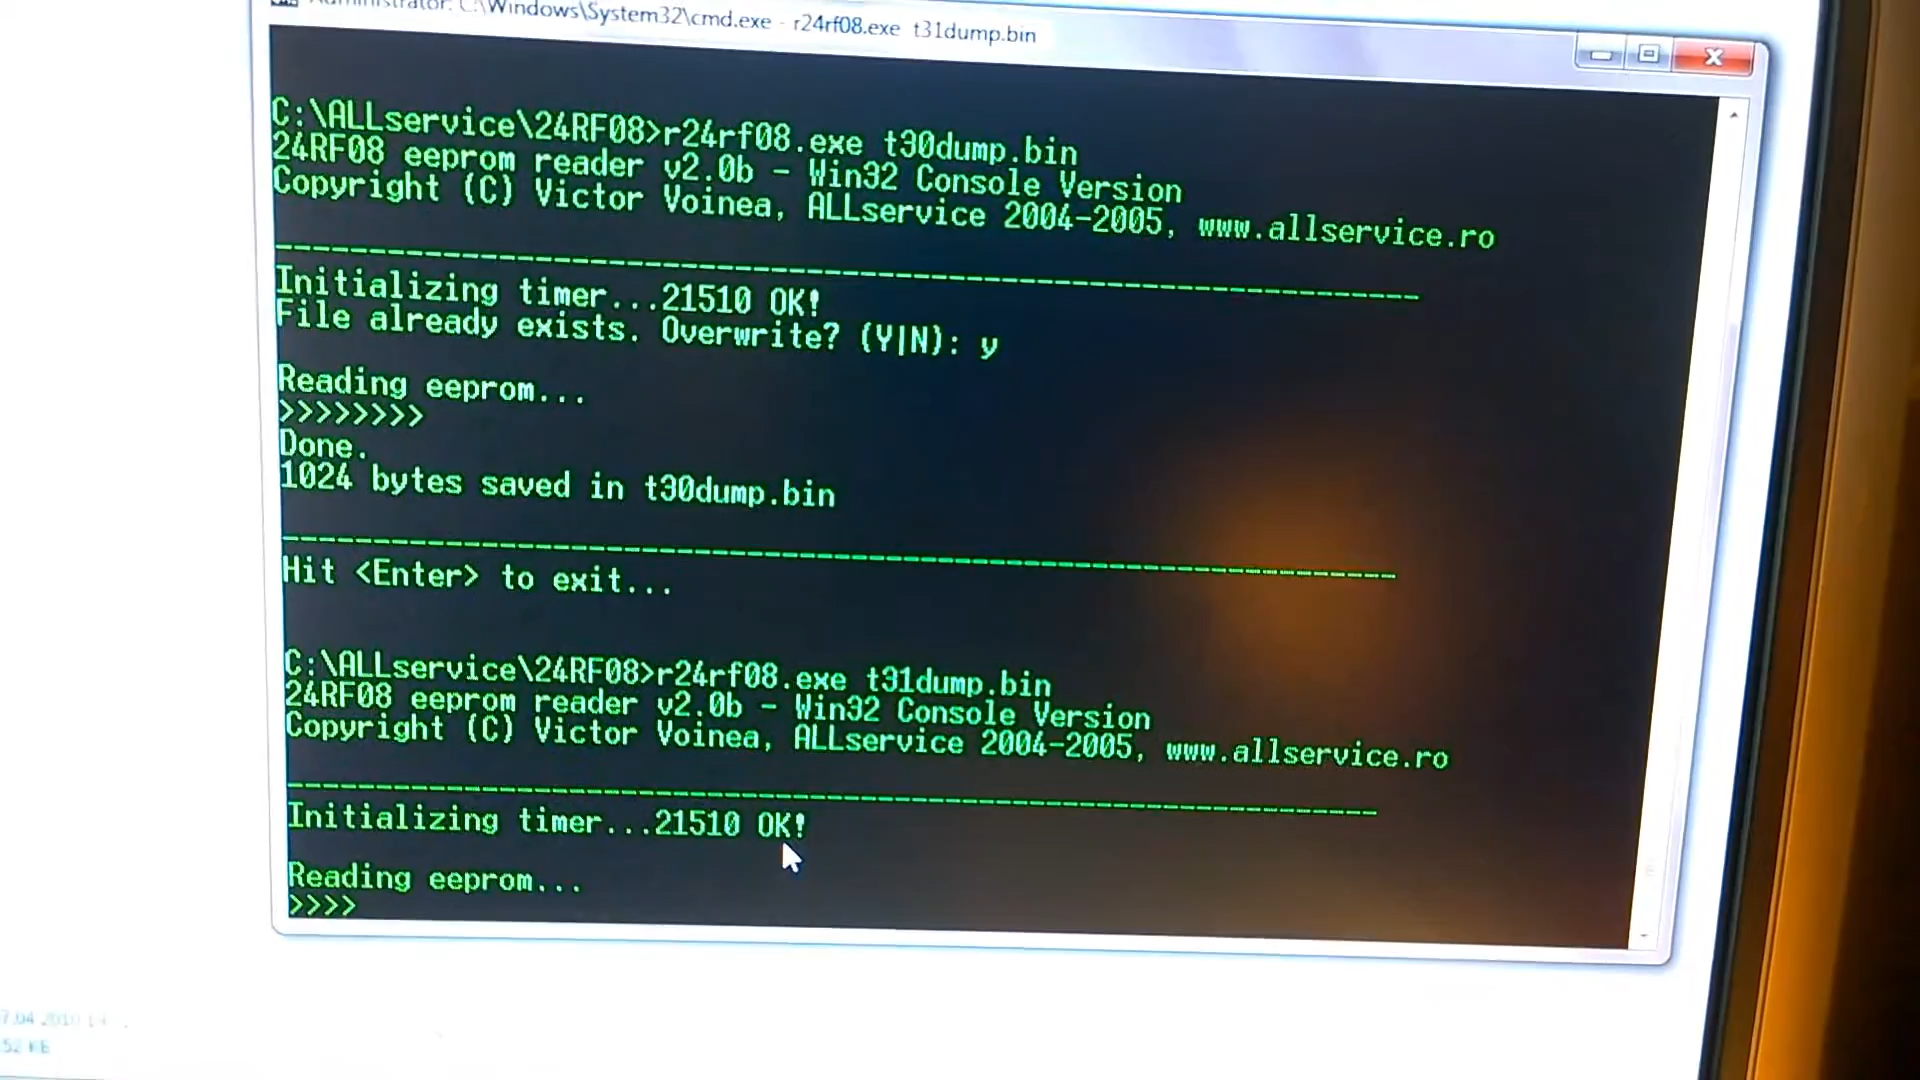 Administrator: C:\Windows\System32\cmd.exe - r24rf08.exe t31dump.bin
C:\ALLservice\24RF08>r24rf08.exe t30dump.bin
24RF08 eeprom reader v2.0b - Win32 Console Version
Copyright (C) Victor Voinea, ALLservice 2004-2005, www.allservice.ro
Initializing timer...21510 OK!
File already exists. Overwrite? (Y|N): y
Reading eeprom...
>>>>>>>>
Done.
1024 bytes saved in t30dump.bin
Hit <Enter> to exit...
C:\ALLservice\24RF08>r24rf08.exe t31dump.bin
24RF08 eeprom reader v2.0b - Win32 Console Version
Copyright (C) Victor Voinea, ALLservice 2004-2005, www.allservice.ro
Initializing timer...21510 OK!
Reading eeprom...
>>>>
52 КБ